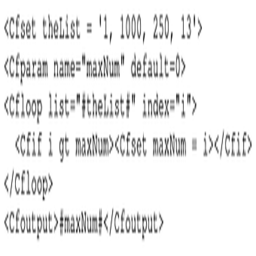 <Cfset theList = '1, 1000, 250, 13'>
<Cfparam name="maxNum" default=0>
<Cfloop list="#theList#" index="i">
<Cfif i gt maxNum><Cfset maxNum = i></Cfif>
</Cfloop>
<Cfoutput>#maxNum#</Cfoutput>